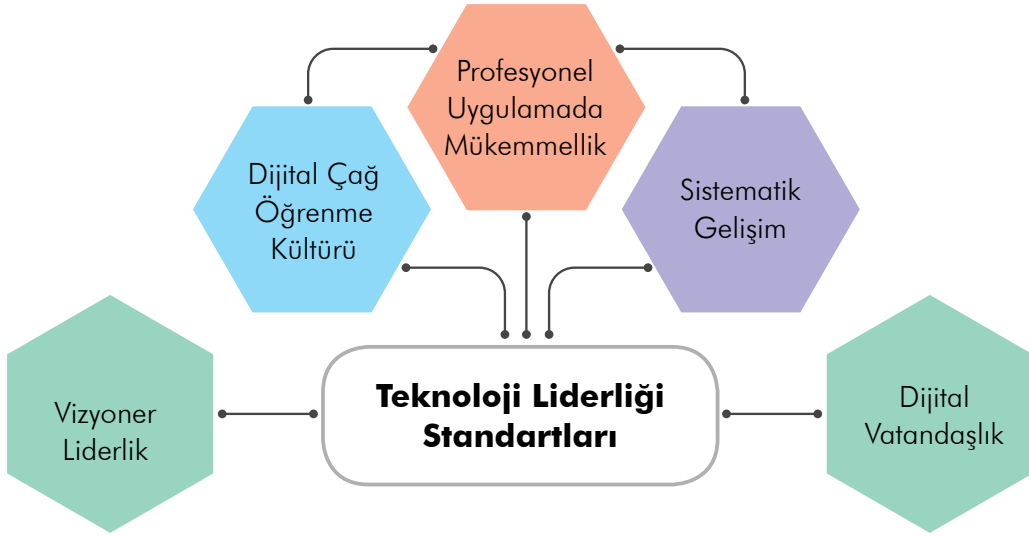 Profesyonel
Uygulamada
Mükemmellik
Dijital Çağ
Öğrenme
Kültürü
Sistematik
Gelişim
Vizyoner
Liderlik
Teknoloji Liderliği
Standartları
Dijital
Vatandaşlık